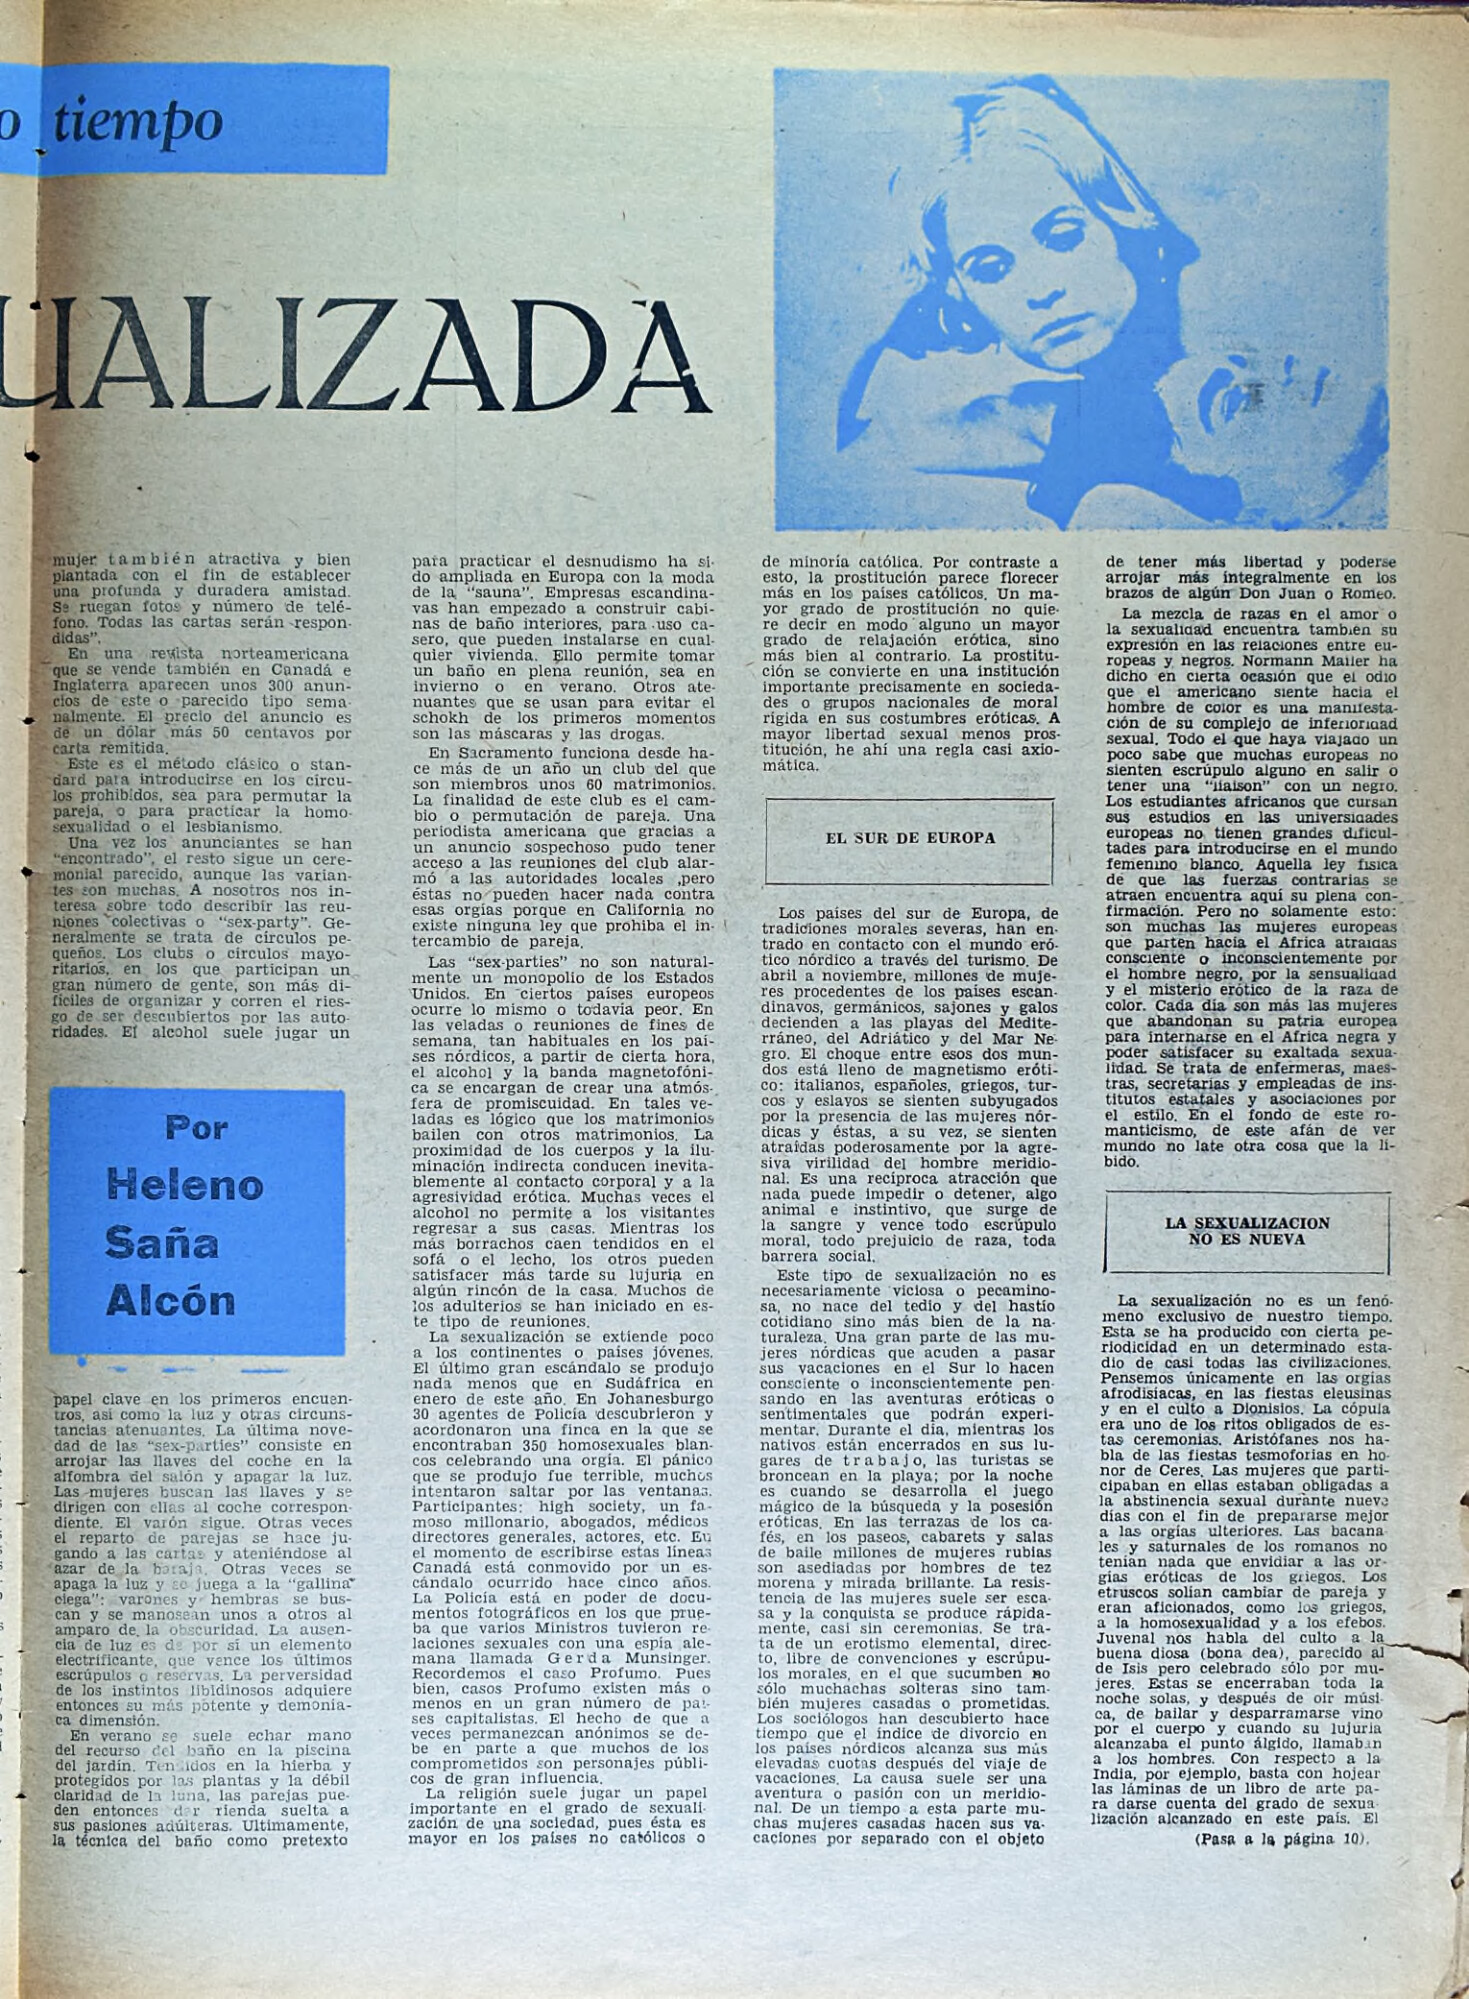 o tiempo
UALIZADA
mujer también atractiva y bien
plantada con el fin de establecer
una profunda y duradera amistad.
Se ruegan fotos y número de telé-
fono. Todas las cartas serán respon-
didas".
En una revista norteamericana
que se vende también en Canadá e
Inglaterra aparecen unos 300 anun-
cios de este o parecido tipo sema
nalmente. El precio del anuncio es
de un dólar más 50 centavos por
carta remitida.
Este es el método clásico o stan-
dard para introducirse en los círcu-
los prohibidos, sea para permutar la
pareja, o para practicar la homo-
sexualidad o el lesbianismo.
Una vez los anunciantes se han
"encontrado", el resto sigue un cere-
monial parecido, aunque las varian-
tes son muchas. A nosotros nos in-
teresa sobre todo describir las reu-
niones colectivas o "sex-party". Ge-
neralmente se trata de círculos pe-
queños. Los clubs o círculos mayo-
ritarios, en los que participan un
gran número de gente, son más di-
fíciles de organizar y corren el ries-
go de ser descubiertos por las auto-
ridades. El alcohol suele jugar un
Por
Heleno
Saña
Alcón
papel clave en los primeros encuen-
tros, así como la luz y otras circuns-
tancias atenuantes. La última nove-
dad de las "sex-parties" consiste en
arrojar las llaves del coche en la
alfombra del salón y apagar la luz.
Las mujeres buscan las llaves y se
dirigen con ellas al coche correspon-
diente. El varón sigue. Otras veces
el reparto de parejas se hace ju-
gando a las cartas y ateniéndose al
azar de la baraja. Otras veces se
apaga la luz y se juega a la "gallina
ciega": varones y hembras se bus-
can y se manosean unos a otros al
amparo de la obscuridad. La ausen-
cia de luz es de por sí un elemento
electrificante, que vence los últimos
escrúpulos o reservas. La perversidad
de los instintos libidinosos adquiere
entonces su más potente y demonia-
ca dimensión.
En verano se suele echar mano
del recurso del baño en la piscina
del jardín. Tendidos en la hierba y
protegidos por las plantas y la débil
claridad de la luna, las parejas pue-
den entonces dar rienda suelta a
sus pasiones adúlteras. Ultimamente,
la técnica del baño como pretexto
para practicar el desnudismo ha si-
do ampliada en Europa con la moda
de la "sauna". Empresas escandina-
vas han empezado a construir cabi-
nas de baño interiores, para uso ca-
sero, que pueden instalarse en cual-
quier vivienda. Ello permite tomar
un baño en plena reunión, sea en
invierno o en verano. Otros ate-
nuantes que se usan para evitar el
schokh de los primeros momentos
son las máscaras y las drogas.
En Sacramento funciona desde ha-
ce más de un año un club del que
son miembros unos 60 matrimonios.
La finalidad de este club es el cam-
bio o permutación de pareja. Una
periodista americana que gracias a
un anuncio sospechoso pudo tener
acceso a las reuniones del club alar-
mó a las autoridades locales ,pero
éstas no pueden hacer nada contra
esas orgías porque en California no
existe ninguna ley que prohiba el in-
tercambio de pareja.
Las "sex-parties" no son natural-
mente un monopolio de los Estados
Unidos. En ciertos países europeos
ocurre lo mismo o todavía peor. En
las veladas o reuniones de fines de
semana, tan habituales en los paí-
ses nórdicos, a partir de cierta hora,
el alcohol y la banda magnetofóni-
ca se encargan de crear una atmós-
fera de promiscuidad. En tales ve-
ladas es lógico que los matrimonios
bailen con otros matrimonios. La
proximidad de los cuerpos y la ilu-
minación indirecta conducen inevita-
blemente al contacto corporal y a la
agresividad erótica. Muchas veces el
alcohol no permite a los visitantes
regresar a sus casas. Mientras los
más borrachos caen tendidos en el
sofá o el lecho, los otros pueden
satisfacer más tarde su lujuria en
algún rincón de la casa. Muchos de
los adulterios se han iniciado en es-
te tipo de reuniones.
La sexualización se extiende poco
a los continentes o países jóvenes.
El último gran escándalo se produjo
nada menos que en Sudáfrica en
enero de este año. En Johanesburgo
30 agentes de Policía descubrieron y
acordonaron una finca en la que se
encontraban 350 homosexuales blan-
cos celebrando una orgía. El pánico
que se produjo fue terrible, muchos
intentaron saltar por las ventanas.
Participantes: high society, un fa-
moso millonario, abogados, médicos
directores generales, actores, etc. En
el momento de escribirse estas líneas
Canadá está conmovido por un es-
cándalo ocurrido hace cinco años.
La Policía está en poder de docu-
mentos fotográficos en los que prue-
ba que varios Ministros tuvieron re-
laciones sexuales con una espía ale-
mana llamada Gerda Munsinger.
Recordemos el caso Profumo. Pues
bien, casos Profumo existen más o
menos en un gran número de paí-
ses capitalistas. El hecho de que a
veces permanezcan anónimos se de-
be en parte a que muchos de los
comprometidos son personajes públi-
cos de gran influencia.
La religión suele jugar un papel
importante en el grado de sexuali-
zación de una sociedad, pues ésta es
mayor en los países no católicos o
de minoría católica. Por contraste a
esto, la prostitución parece florecer
más en los países católicos. Un ma-
yor grado de prostitución no quie-
re decir en modo alguno un mayor
grado de relajación erótica, sino
más bien al contrario. La prostitu-
ción se convierte en una institución
importante precisamente en socieda-
des o grupos nacionales de moral
rígida en sus costumbres eróticas. A
mayor libertad sexual menos pros-
titución, he ahí una regla casi axio-
mática.
EL SUR DE EUROPA
Los países del sur de Europa, de
tradiciones morales severas, han en-
trado en contacto con el mundo eró-
tico nórdico a través del turismo. De
abril a noviembre, millones de muje-
res procedentes de los países escan-
dinavos, germánicos, sajones y galos
decienden a las playas del Medite-
rráneo, del Adriático y del Mar Ne-
gro. El choque entre esos dos mun-
dos está lleno de magnetismo eróti-
co: italianos, españoles, griegos, tur-
cos y eslavos se sienten subyugados
por la presencia de las mujeres nór-
dicas y éstas, a su vez, se sienten
atraídas poderosamente por la agre-
siva virilidad del hombre meridio-
nal. Es una recíproca atracción que
nada puede impedir o detener, algo
animal e instintivo, que surge de
la sangre y vence todo escrúpulo
moral, todo prejuicio de raza, toda
barrera social.
Este tipo de sexualización no es
necesariamente viciosa o pecamino-
sa, no nace del tedio y del hastío
cotidiano sino más bien de la na-
turaleza. Una gran parte de las mu-
jeres nórdicas que acuden a pasar
sus vacaciones en el Sur lo hacen
consciente o inconscientemente pen-
sando en las aventuras eróticas o
sentimentales que podrán experi-
mentar. Durante el día, mientras los
nativos están encerrados en sus lu-
gares de trabajo, las turistas se
broncean en la playa; por la noche
es cuando se desarrolla el juego
mágico de la búsqueda y la posesión
eróticas. En las terrazas de los ca-
fés, en los paseos, cabarets y salas
de baile millones de mujeres rubias
son asediadas por hombres de tez
morena y mirada brillante. La resis-
tencia de las mujeres suele ser esca-
sa y la conquista se produce rápida-
mente, casi sin ceremonias. Se tra-
ta de un erotismo elemental, direc-
to, libre de convenciones y escrúpu-
los morales, en el que sucumben no
sólo muchachas solteras sino tam-
bién mujeres casadas o prometidas.
Los sociólogos han descubierto hace
tiempo que el índice de divorcio en
los países nórdicos alcanza sus más
elevadas cuotas después del viaje de
vacaciones. La causa suele ser una
aventura o pasión con un meridio-
nal. De un tiempo a esta parte mu-
chas mujeres casadas hacen sus va-
caciones por separado con el objeto
de tener más libertad y poderse
arrojar más íntegralmente en los
brazos de algún Don Juan o Romeo.
La mezcla de razas en el amor o
la sexualidad encuentra también su
expresión en las relaciones entre eu-
ropeas y negros. Normann Mailer ha
dicho en cierta ocasión que el odio
que el americano siente hacia el
hombre de color es una manifesta-
ción de su complejo de inferioridad
sexual. Todo el que haya viajado un
poco sabe que muchas europeas no
sienten escrúpulo alguno en salir o
tener una "liaison" con un negro.
Los estudiantes africanos que cursan
sus estudios en las universidades
europeas no tienen grandes dificul-
tades para introducirse en el mundo
femenino blanco. Aquella ley física
de que las fuerzas contrarias se
atraen encuentra aquí su plena con-
firmación. Pero no solamente esto:
son muchas las mujeres europeas
que parten hacia el Africa atraídas
consciente o inconscientemente por
el hombre negro, por la sensualidad
y el misterio erótico de la raza de
color. Cada día son más las mujeres
que abandonan su patria europea
para internarse en el Africa negra y
poder satisfacer su exaltada sexua-
lidad. Se trata de enfermeras, maes-
tras, secretarias y empleadas de ins-
titutos estatales y asociaciones por
el estilo. En el fondo de este ro-
manticismo, de este afán de ver
mundo no late otra cosa que la li-
bido.
LA SEXUALIZACION
NO ES NUEVA
La sexualización no es un fenó-
meno exclusivo de nuestro tiempo.
Esta se ha producido con cierta pe-
riodicidad en un determinado esta-
dio de casi todas las civilizaciones.
Pensemos únicamente en las orgías
afrodisíacas, en las fiestas eleusinas
y en el culto a Dionisios. La cópula
era uno de los ritos obligados de es-
tas ceremonias. Aristófanes nos ha-
bla de las fiestas tesmoforias en ho-
nor de Ceres. Las mujeres que parti-
cipaban en ellas estaban obligadas a
la abstinencia sexual durante nueve
días con el fin de prepararse mejor
a las orgías ulteriores. Las bacana
les y saturnales de los romanos no
tenían nada que envidiar a las or-
gías eróticas de los griegos. Los
etruscos solían cambiar de pareja y
eran aficionados, como los griegos,
a la homosexualidad y a los efebos.
Juvenal nos habla del culto a la
buena diosa (bona dea), parecido al
de Isis pero celebrado sólo por mu-
jeres. Estas se encerraban toda la
noche solas, y después de oir músi-
ca, de bailar y desparramarse vino
por el cuerpo y cuando su lujuria
alcanzaba el punto álgido, llamaban
a los hombres. Con respecto a la
India, por ejemplo, basta con hojear
las láminas de un libro de arte pa-
ra darse cuenta del grado de sexua
lización alcanzado en este país. El
(Pasa a la página 10).